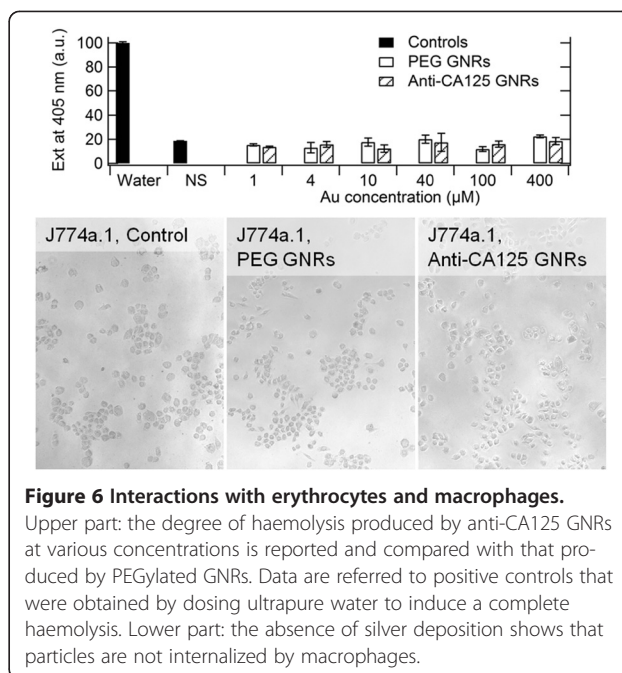 100
80
60
40
20
0
Ext at 405 nm (a.u.)
Controls
PEG GNRs
Anti-CA125 GNRs
Water NS 1 4 10 40 100 400
Au concentration (µM)
J774a.1, Control
J774a.1,
PEG GNRs
J774a.1,
Anti-CA125 GNRs
Figure 6 Interactions with erythrocytes and macrophages.
Upper part: the degree of haemolysis produced by anti-CA125 GNRs
at various concentrations is reported and compared with that pro-
duced by PEGylated GNRs. Data are referred to positive controls that
were obtained by dosing ultrapure water to induce a complete
haemolysis. Lower part: the absence of silver deposition shows that
particles are not internalized by macrophages.